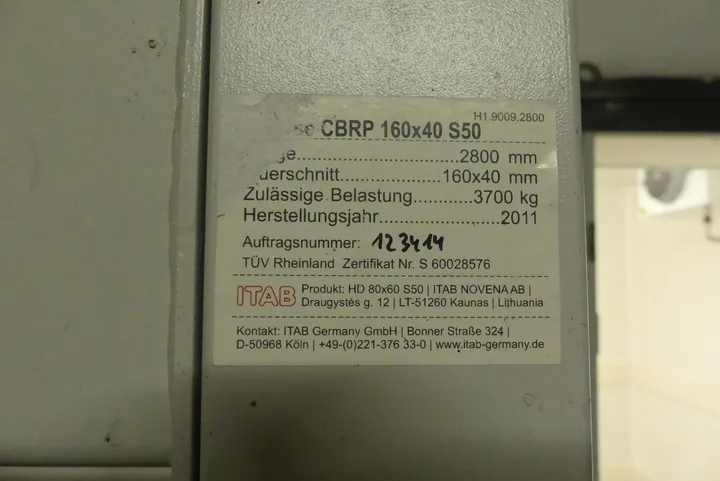 H1.9009.2800
CBRP 160x40 S50
2800 mm
160x40 mm
Zulässige Belastung............3700 kg
Herstellungsjahr.....................2011
Auftragsnummer: 123414
TÜV Rheinland Zertifikat Nr. S 60028576
ITAB
Produkt: HD 80x60 S50 | ITAB NOVENA AB |
Draugystės g. 12 | LT-51260 Kaunas | Lithuania
Kontakt: ITAB Germany GmbH | Bonner Straße 324 |
D-50968 Köln | +49-(0)221-376 33-0 | www.itab-germany.de